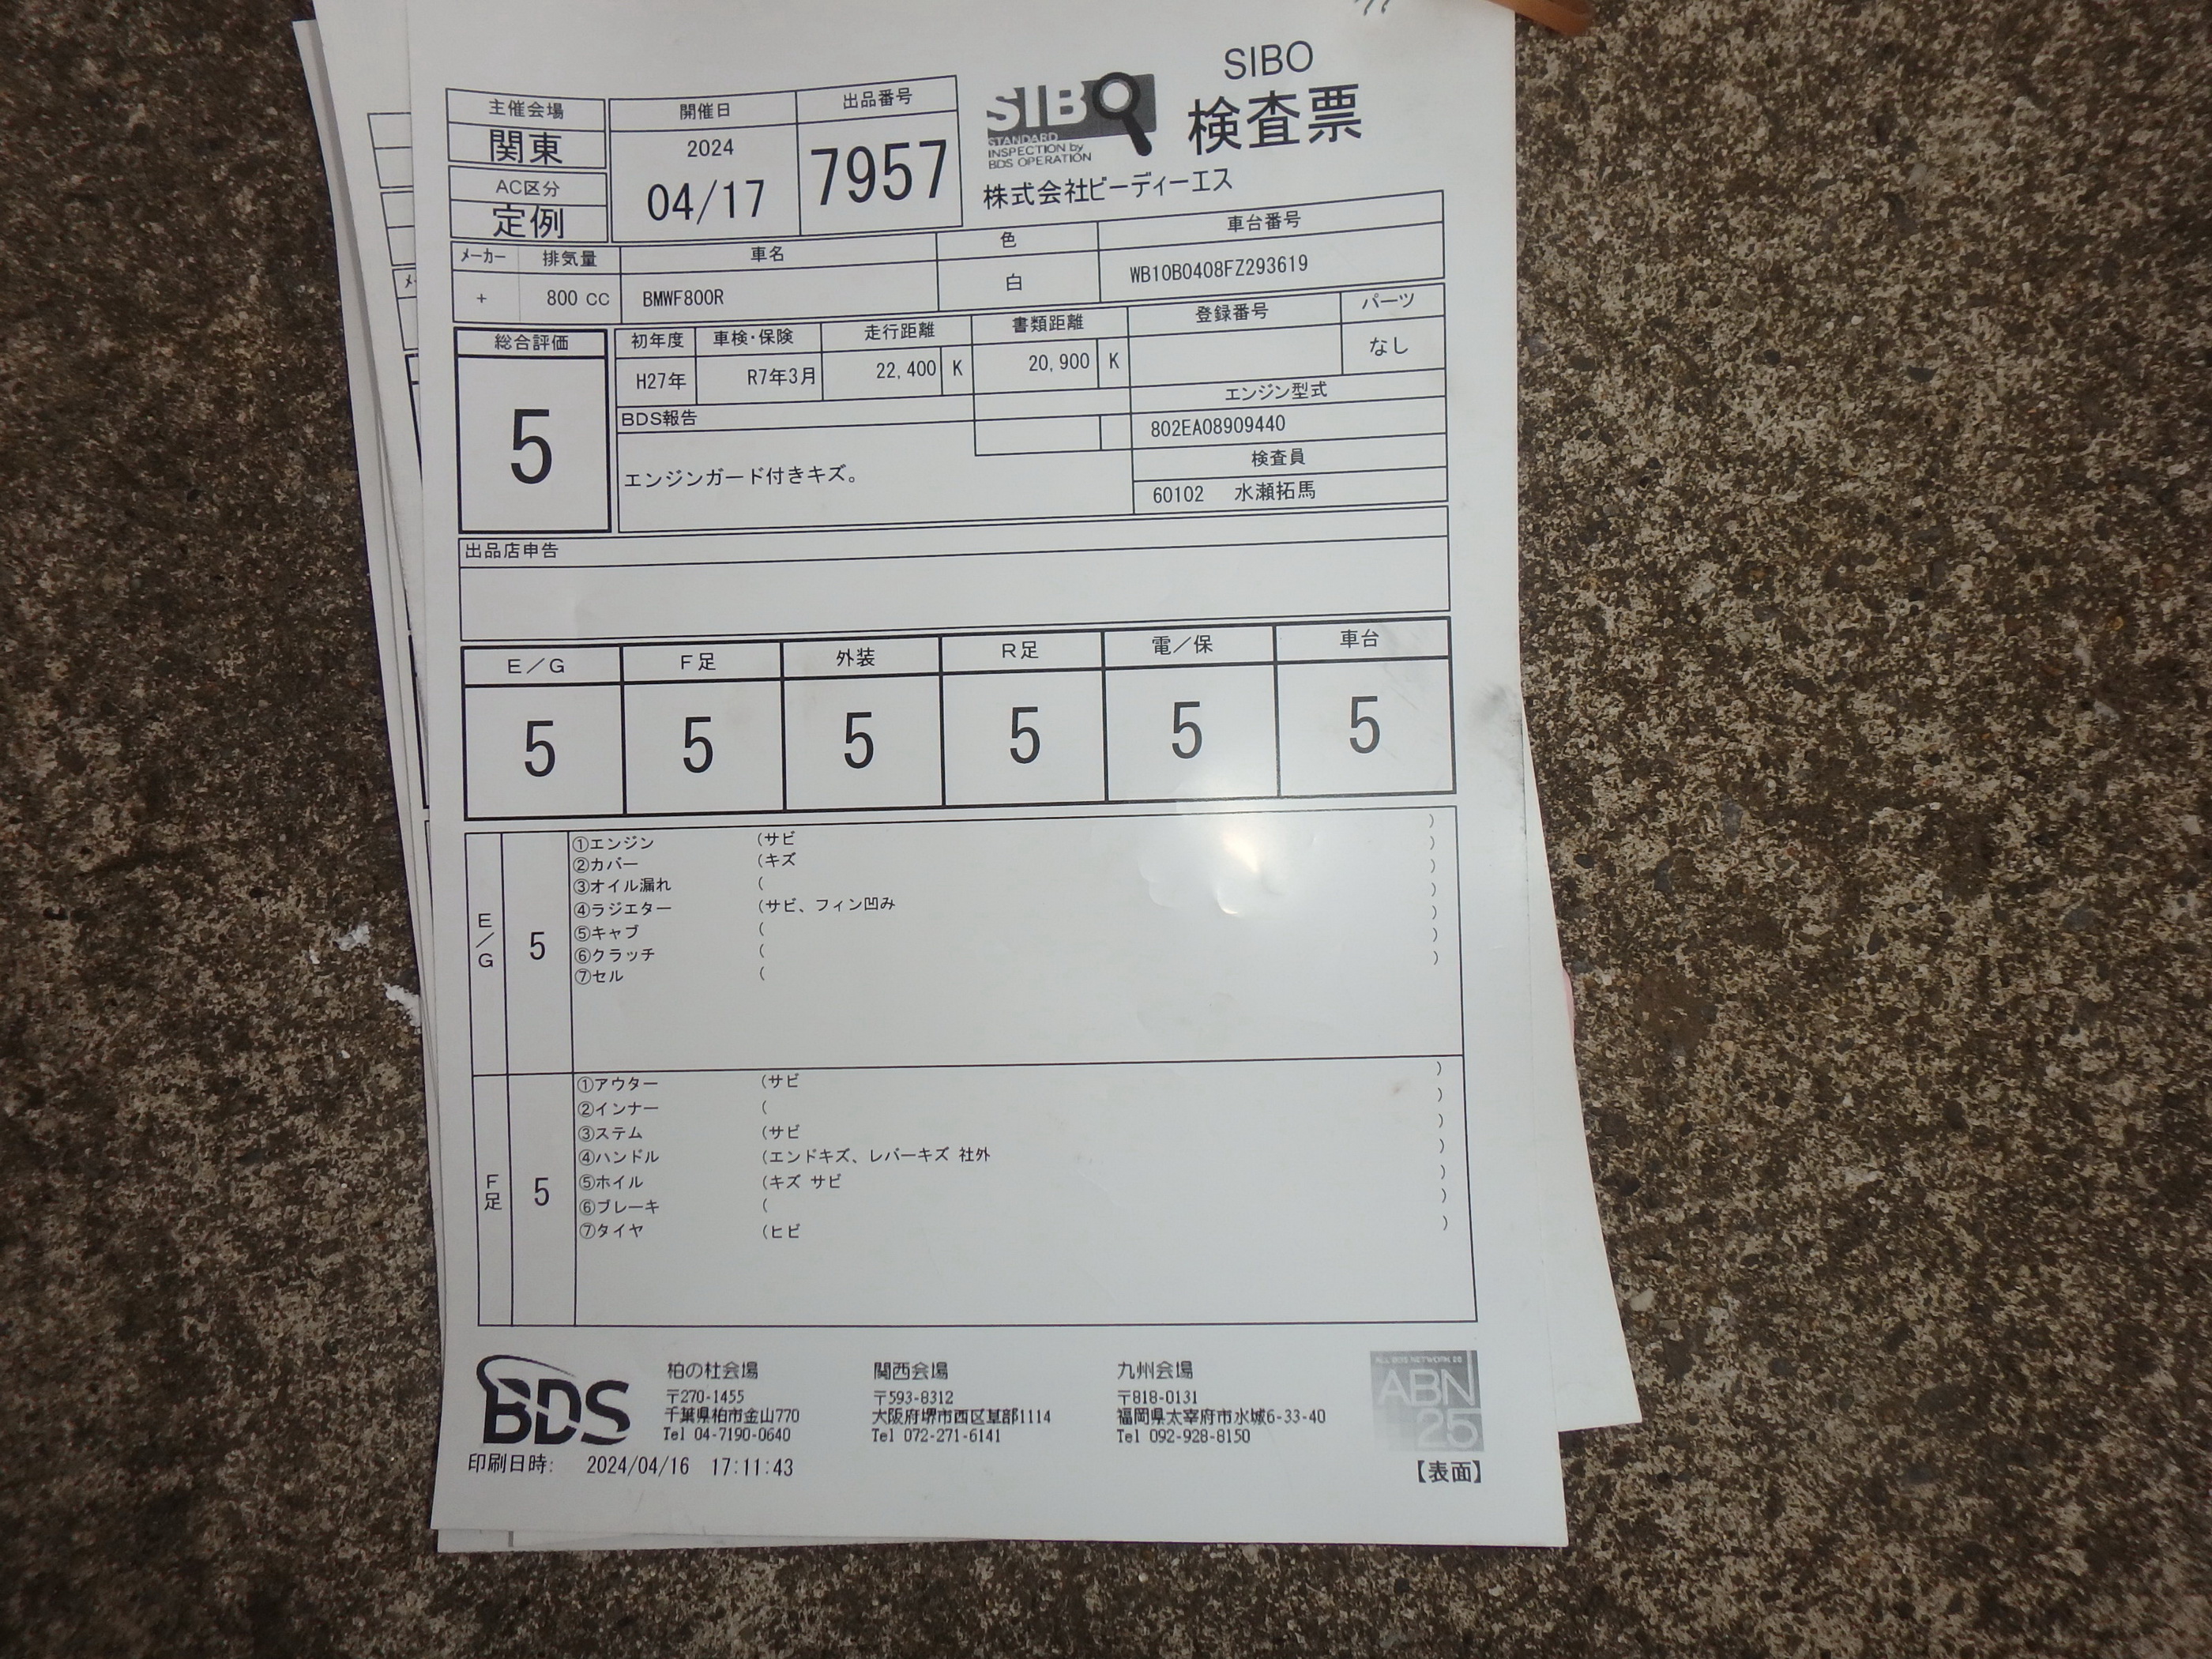 SIBO
検査票
SIBO
STANDARD
INSPECTION by
BDS OPERATION
株式会社ビーディーエス
主催会場 開催日 出品番号
関東 2024 04/17 7957
AC区分
定例
メーカー 排気量 車名 色 車台番号
+ 800 CC BMWF800R 白 WB10B0408FZ293619
総合評価 初年度 車検・保険 走行距離 書類距離 登録番号 パーツ
5 H27年 R7年3月 22,400 K 20,900 K なし
BDS報告 エンジン型式
802EA08909440
エンジンガード付きキズ。
検査員
60102 水瀬拓馬
出品店申告
E/G F足 外装 R足 電/保 車台
5 5 5 5 5 5
E/G 5
①エンジン (サビ )
②カバー (キズ )
③オイル漏れ ( )
④ラジエター (サビ、フィン凹み )
⑤キャブ ( )
⑥クラッチ ( )
⑦セル ( )
F足 5
①アウター (サビ )
②インナー ( )
③ステム (サビ )
④ハンドル (エンドキズ、レバーキズ 社外 )
⑤ホイル (キズ サビ )
⑥ブレーキ ( )
⑦タイヤ (ヒビ )
BDS
柏の杜会場 関西会場 九州会場
〒270-1455 〒593-8312 〒818-0131
千葉県柏市金山770 大阪府堺市西区草部1114 福岡県太宰府市水城6-33-40
Tel 04-7190-0640 Tel 072-271-6141 Tel 092-928-8150
ALL BDS NETWORK 25
ABN
25
印刷日時: 2024/04/16 17:11:43 【表面】